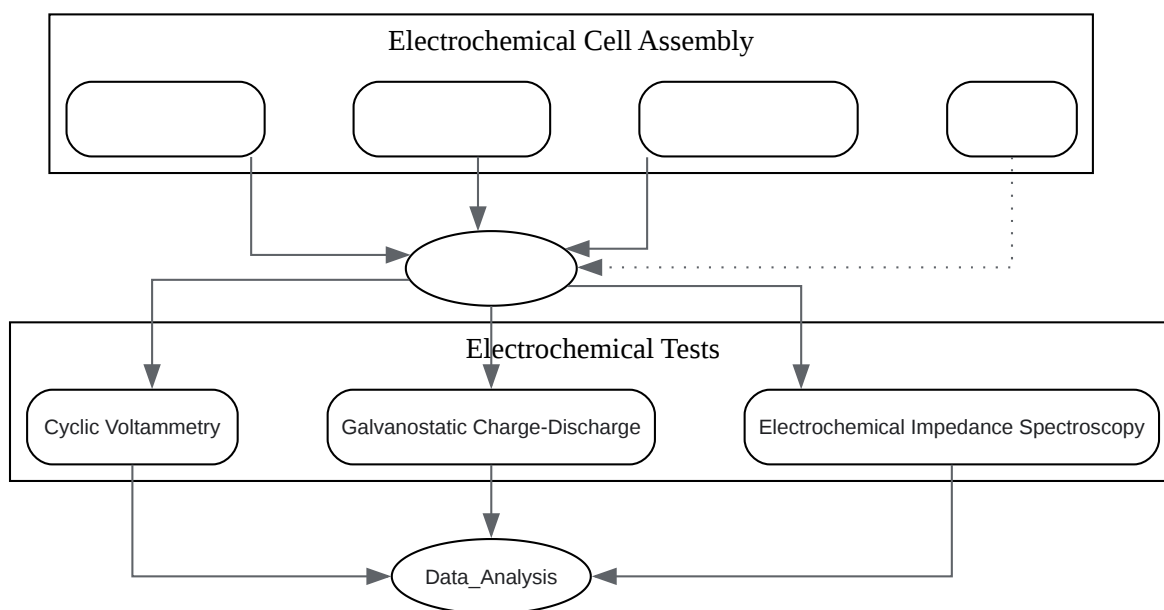 Electrochemical Cell Assembly
Electrochemical Tests
Cyclic Voltammetry
Galvanostatic Charge-Discharge
Electrochemical Impedance Spectroscopy
Data_Analysis